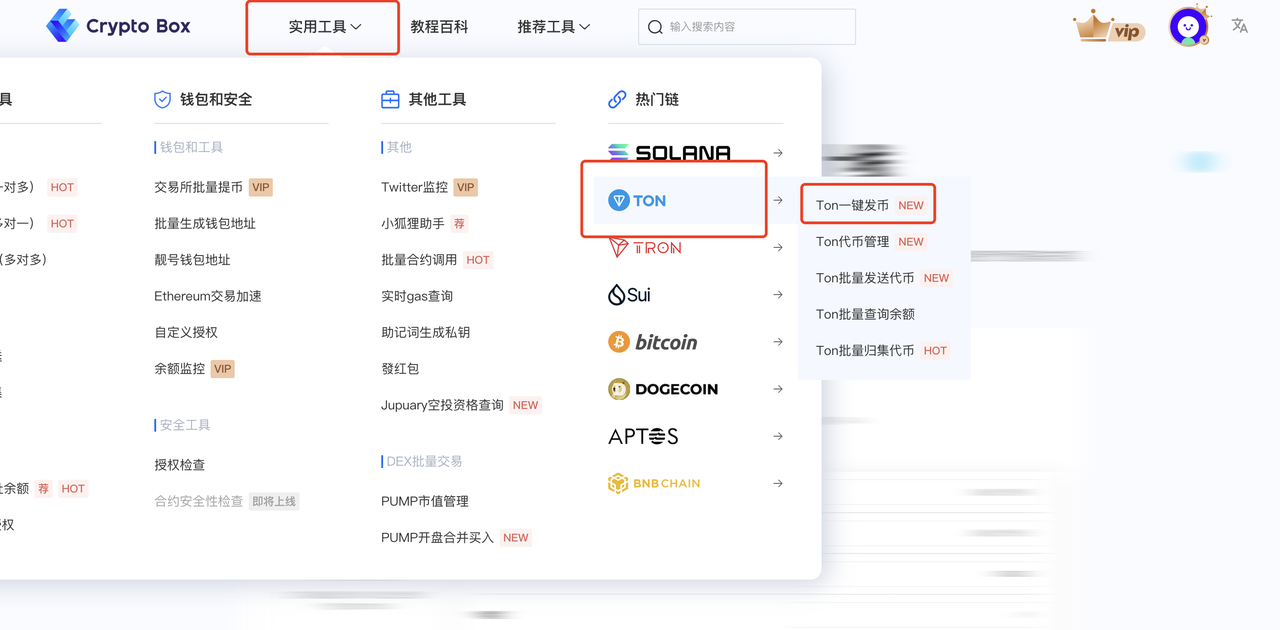 Crypto Box
实用工具
教程百科
推荐工具
输入搜索内容
vip
具
一对多） HOT
多对一） HOT
（多对多）
余额 荐 HOT
授权
钱包和安全
钱包和工具
交易所批量提币 VIP
批量生成钱包地址
靓号钱包地址
Ethereum交易加速
自定义授权
余额监控 VIP
安全工具
授权检查
合约安全性检查 即将上线
其他工具
其他
Twitter监控 VIP
小狐狸助手 荐
批量合约调用 HOT
实时gas查询
助记词生成私钥
發红包
Jupuary空投资格查询 NEW
DEX批量交易
PUMP市值管理
PUMP开盘合并买入 NEW
热门链
SOLANA
TON
TRON
Sui
bitcoin
DOGECOIN
APTOS
BNB CHAIN
Ton一键发币 NEW
Ton代币管理 NEW
Ton批量发送代币 NEW
Ton批量查询余额
Ton批量归集代币 HOT